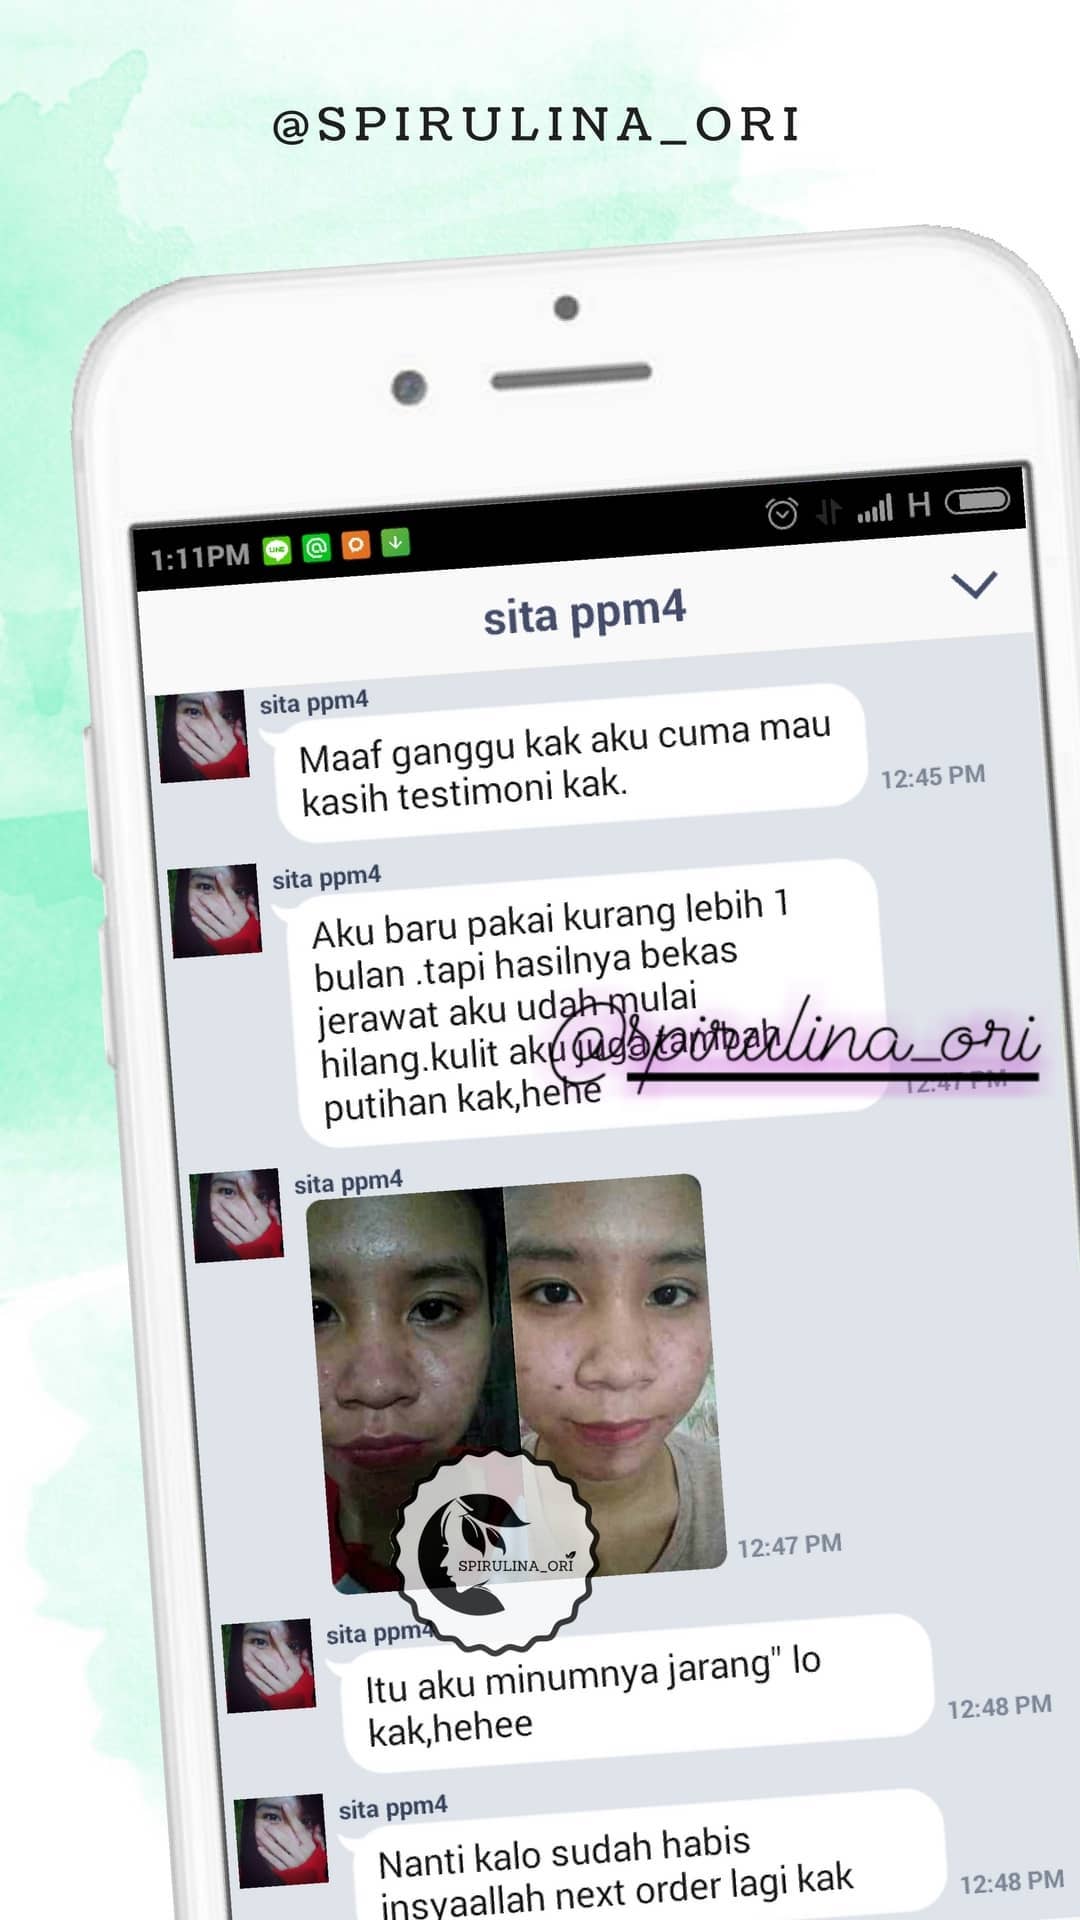 @SPIRULINA_ORI
1:11PM
LINE
H
sita ppm4
sita ppm4
Maaf ganggu kak aku cuma mau
kasih testimoni kak.
12:45 PM
sita ppm4
Aku baru pakai kurang lebih 1
bulan .tapi hasilnya bekas
jerawat aku udah mulai
hilang.kulit aku juga tambah
putihan kak,hehe
@spirulina_ori
12:47 PM
sita ppm4
SPIRULINA_ORI
12:47 PM
sita ppm4
Itu aku minumnya jarang" lo
kak,hehee
12:48 PM
sita ppm4
Nanti kalo sudah habis
insyaallah next order lagi kak
12:48 PM